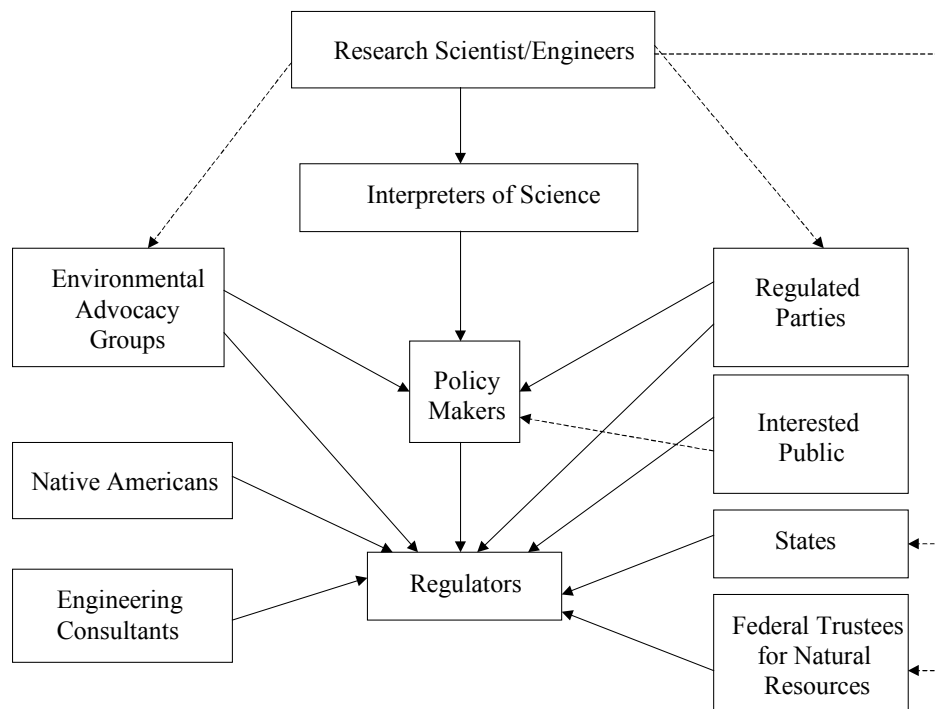 Research Scientist/Engineers
Interpreters of Science
Environmental
Advocacy
Groups
Regulated
Parties
Policy
Makers
Interested
Public
Native Americans
States
Regulators
Engineering
Consultants
Federal Trustees
for Natural
Resources